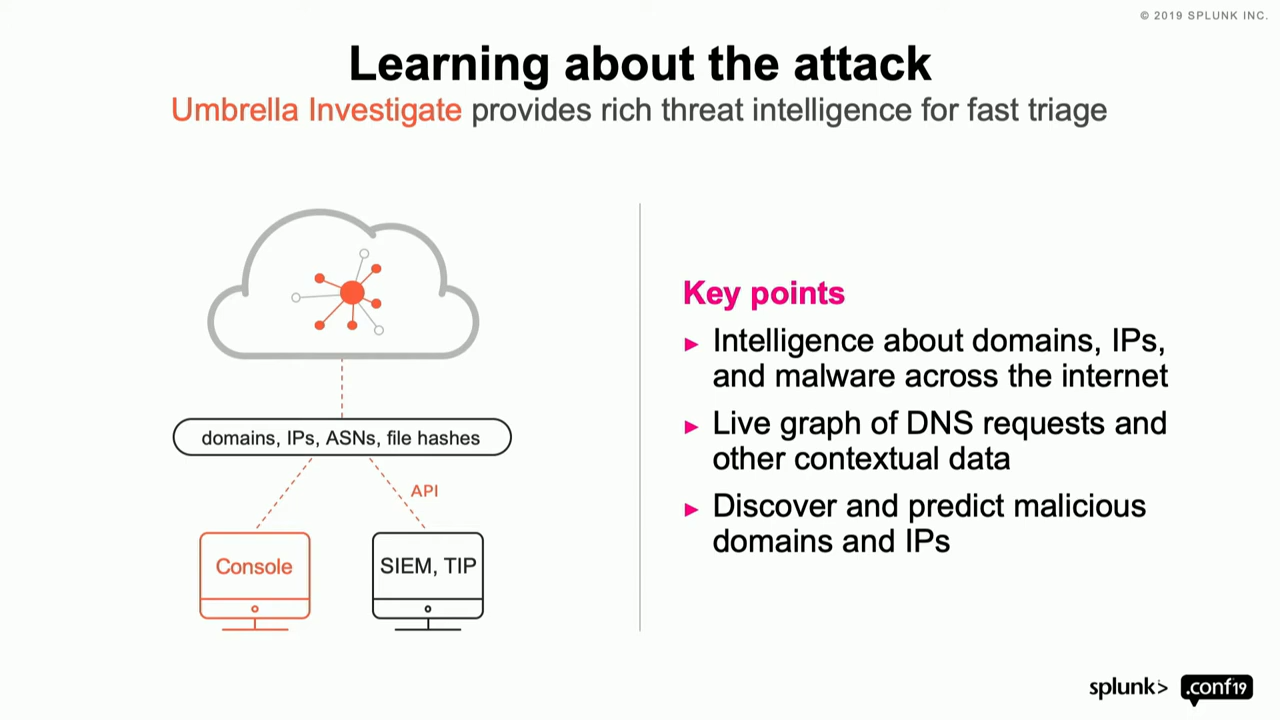 © 2019 SPLUNK INC.
Learning about the attack
Umbrella Investigate provides rich threat intelligence for fast triage
domains, IPs, ASNs, file hashes
API
Console
SIEM, TIP
Key points
► Intelligence about domains, IPs,
and malware across the internet
► Live graph of DNS requests and
other contextual data
► Discover and predict malicious
domains and IPs
splunk> .conf19